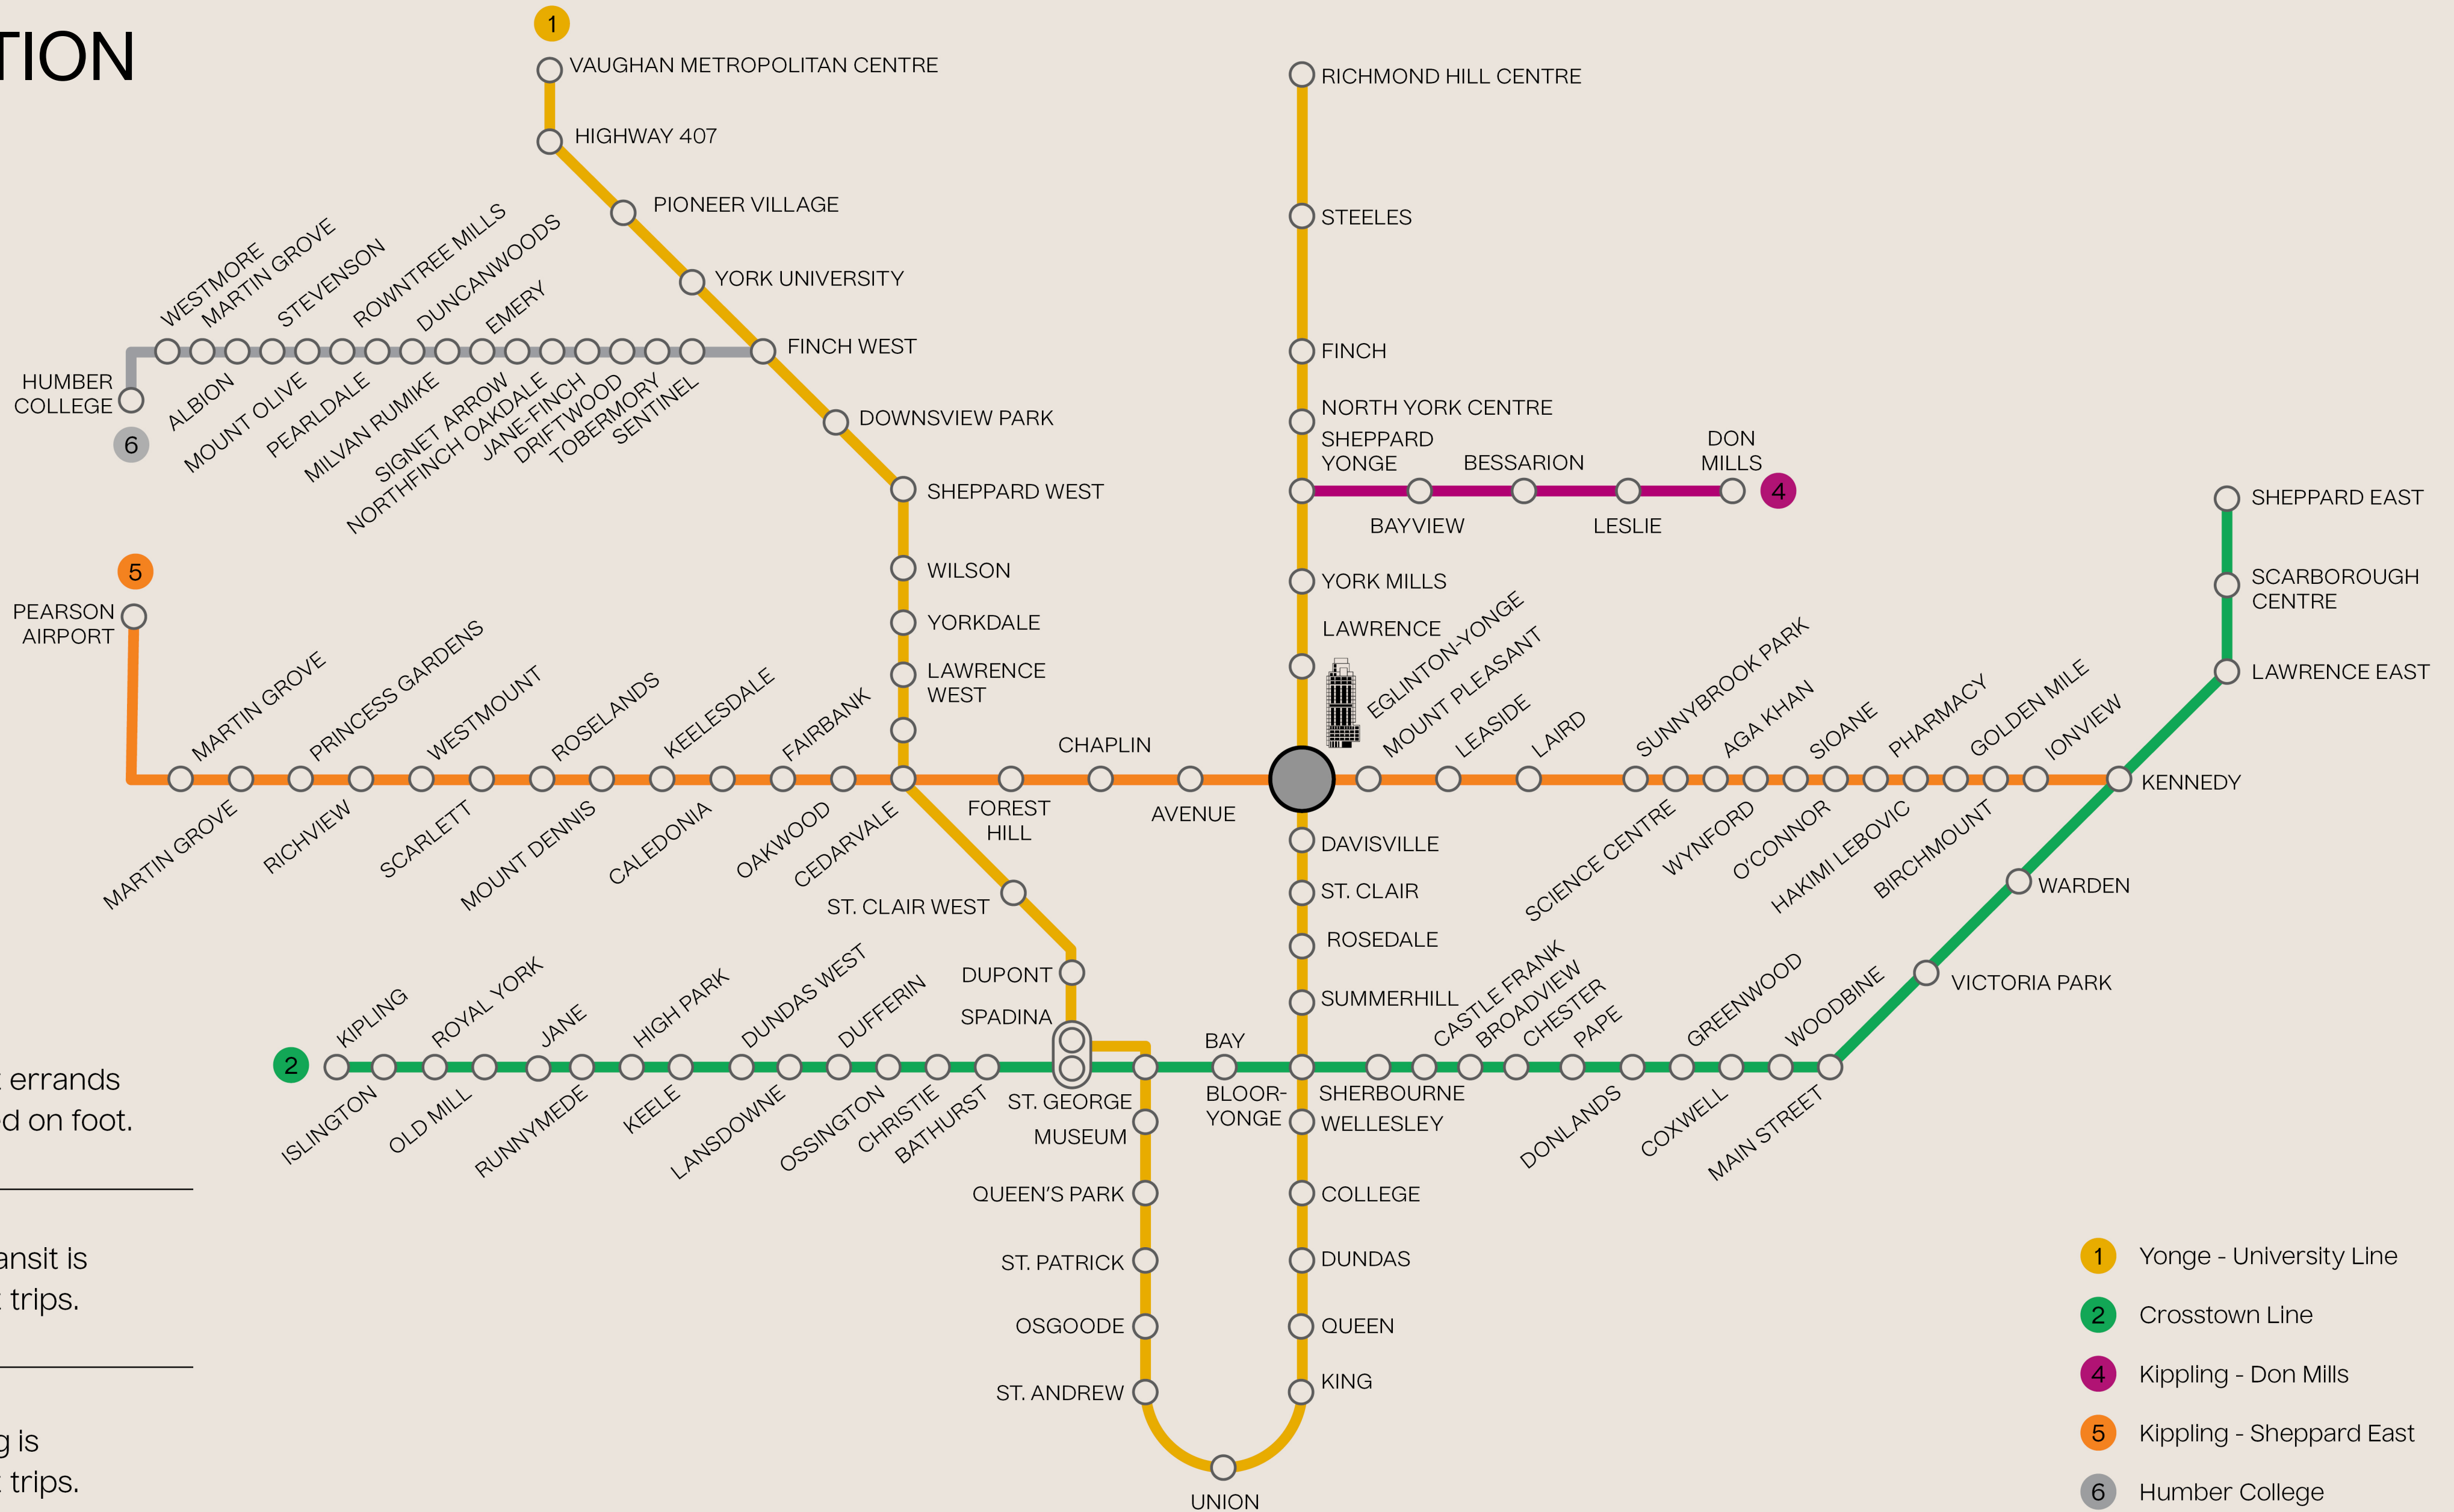 TION
1
VAUGHAN METROPOLITAN CENTRE
HIGHWAY 407
PIONEER VILLAGE
YORK UNIVERSITY
FINCH WEST
DOWNSVIEW PARK
SHEPPARD WEST
WILSON
YORKDALE
LAWRENCE
WEST
RICHMOND HILL CENTRE
STEELES
FINCH
NORTH YORK CENTRE
SHEPPARD
YONGE
BAYVIEW
BESSARION
LESLIE
DON
MILLS
4
YORK MILLS
LAWRENCE
WESTMORE
MARTIN GROVE
STEVENSON
ROWNTREE MILLS
DUNCANWOODS
EMERY
HUMBER
COLLEGE
6
ALBION
MOUNT OLIVE
PEARLDALE
MILVAN RUMIKE
SIGNET ARROW
NORTHFINCH OAKDALE
JANE-FINCH
DRIFTWOOD
TOBERMORY
SENTINEL
5
PEARSON
AIRPORT
MARTIN GROVE
PRINCESS GARDENS
WESTMOUNT
ROSELANDS
KEELESDALE
FAIRBANK
MARTIN GROVE
RICHVIEW
SCARLETT
MOUNT DENNIS
CALEDONIA
OAKWOOD
CEDARVALE
FOREST
HILL
CHAPLIN
AVENUE
EGLINTON-YONGE
MOUNT PLEASANT
LEASIDE
LAIRD
SUNNYBROOK PARK
AGA KHAN
SIOANE
PHARMACY
GOLDEN MILE
IONVIEW
SCIENCE CENTRE
WYNFORD
O'CONNOR
HAKIMI LEBOVIC
BIRCHMOUNT
KENNEDY
SHEPPARD EAST
SCARBOROUGH
CENTRE
LAWRENCE EAST
WARDEN
VICTORIA PARK
ST. CLAIR WEST
DUPONT
SPADINA
DAVISVILLE
ST. CLAIR
ROSEDALE
SUMMERHILL
2
KIPLING
ROYAL YORK
JANE
HIGH PARK
DUNDAS WEST
DUFFERIN
ISLINGTON
OLD MILL
RUNNYMEDE
KEELE
LANSDOWNE
OSSINGTON
CHRISTIE
BATHURST
ST. GEORGE
BAY
BLOOR-
YONGE
SHERBOURNE
CASTLE FRANK
BROADVIEW
CHESTER
PAPE
GREENWOOD
WOODBINE
DONLANDS
COXWELL
MAIN STREET
MUSEUM
QUEEN'S PARK
ST. PATRICK
OSGOODE
ST. ANDREW
UNION
WELLESLEY
COLLEGE
DUNDAS
QUEEN
KING
errands
d on foot.
ansit is
trips.
g is
trips.
1 Yonge - University Line
2 Crosstown Line
4 Kippling - Don Mills
5 Kippling - Sheppard East
6 Humber College